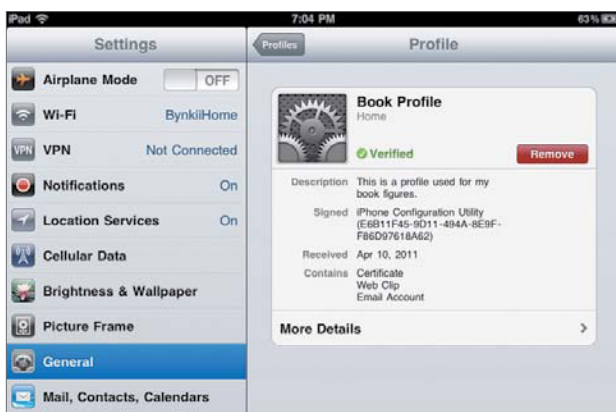 iPad 7:04 PM 63%
Settings
Profiles Profile
Airplane Mode OFF
Wi-Fi BynkiiHome
VPN VPN Not Connected
Notifications On
Location Services On
Cellular Data
Brightness & Wallpaper
Picture Frame
General
Mail, Contacts, Calendars
Book Profile
Home
Verified Remove
Description This is a profile used for my
book figures.
Signed iPhone Configuration Utility
(E6B11F45-9D11-494A-8E9F-
F86D97618A62)
Received Apr 10, 2011
Contains Certificate
Web Clip
Email Account
More Details